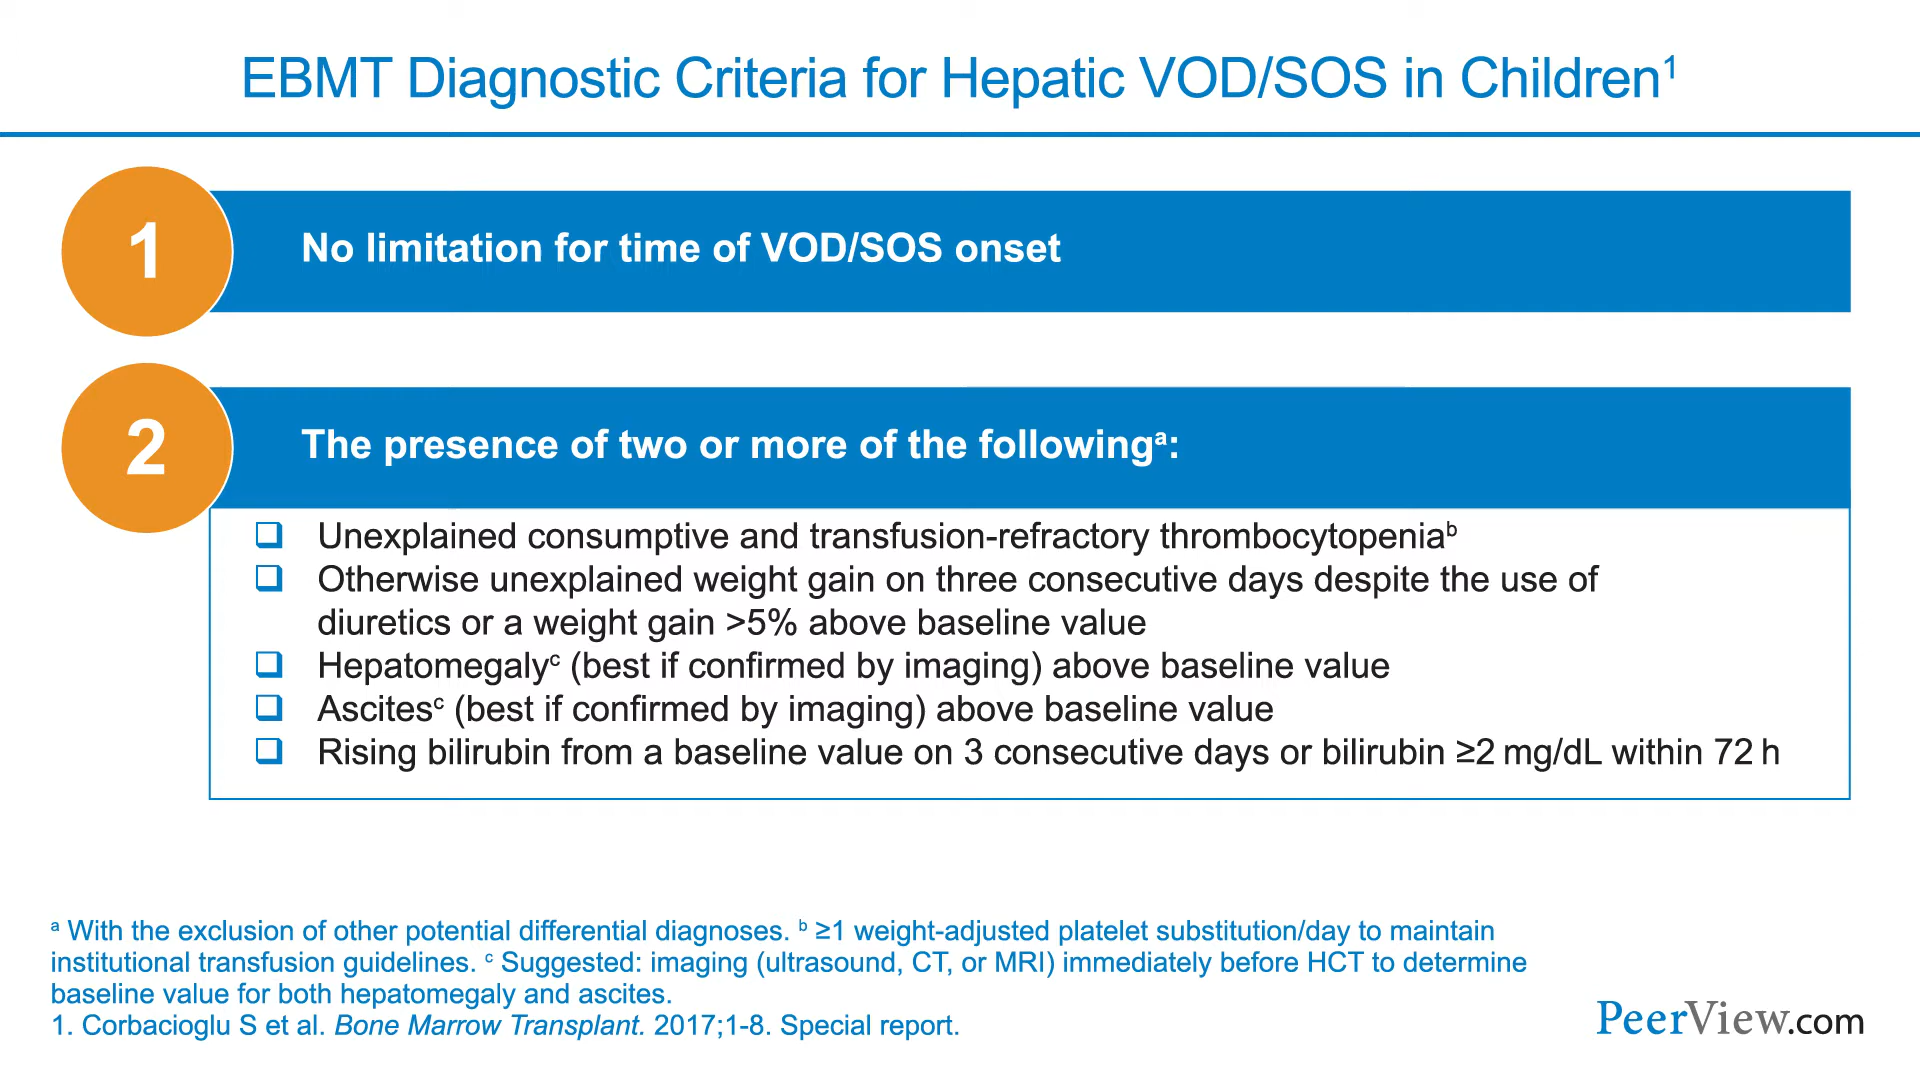 EBMT Diagnostic Criteria for Hepatic VOD/SOS in Children¹
1
No limitation for time of VOD/SOS onset
2
The presence of two or more of the followingᵃ:
Unexplained consumptive and transfusion-refractory thrombocytopeniaᵇ
Otherwise unexplained weight gain on three consecutive days despite the use of
diuretics or a weight gain >5% above baseline value
Hepatomegalyᶜ (best if confirmed by imaging) above baseline value
Ascitesᶜ (best if confirmed by imaging) above baseline value
Rising bilirubin from a baseline value on 3 consecutive days or bilirubin ≥2 mg/dL within 72 h
ᵃ With the exclusion of other potential differential diagnoses. ᵇ ≥1 weight-adjusted platelet substitution/day to maintain
institutional transfusion guidelines. ᶜ Suggested: imaging (ultrasound, CT, or MRI) immediately before HCT to determine
baseline value for both hepatomegaly and ascites.
1. Corbacioglu S et al. Bone Marrow Transplant. 2017;1-8. Special report.
PeerView.com